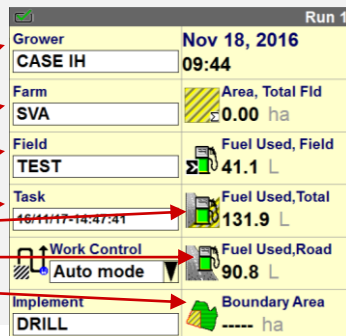 Run 1
Grower
CASE IH
Nov 18, 2016
09:44
Farm
SVA
Area, Total Fld
0.00 ha
Field
TEST
Fuel Used, Field
41.1 L
Task
16/11/17-14:47:41
Fuel Used,Total
131.9 L
Work Control
Auto mode
Fuel Used,Road
90.8 L
Implement
DRILL
Boundary Area
----- ha